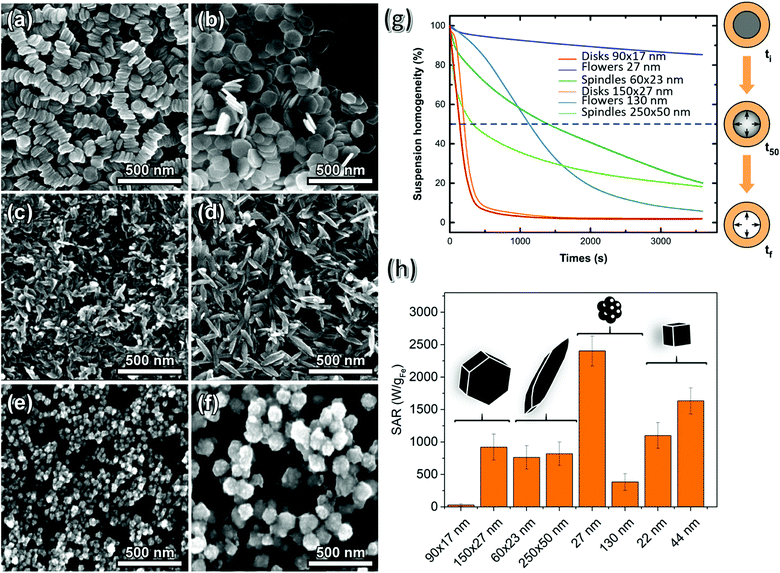 (a)
500 nm
(b)
500 nm
(c)
500 nm
(d)
500 nm
(e)
500 nm
(f)
500 nm
(g)
Suspension homogeneity (%)
100
80
60
40
20
0
Disks 90x17 nm
Flowers 27 nm
Spindles 60x23 nm
Disks 150x27 nm
Flowers 130 nm
Spindles 250x50 nm
0
1000
2000
3000
Times (s)
ti
t50
tf
(h)
SAR (W/gFe)
3000
2500
2000
1500
1000
500
0
90x17 nm
150x27 nm
60x23 nm
250x50 nm
27 nm
130 nm
22 nm
44 nm